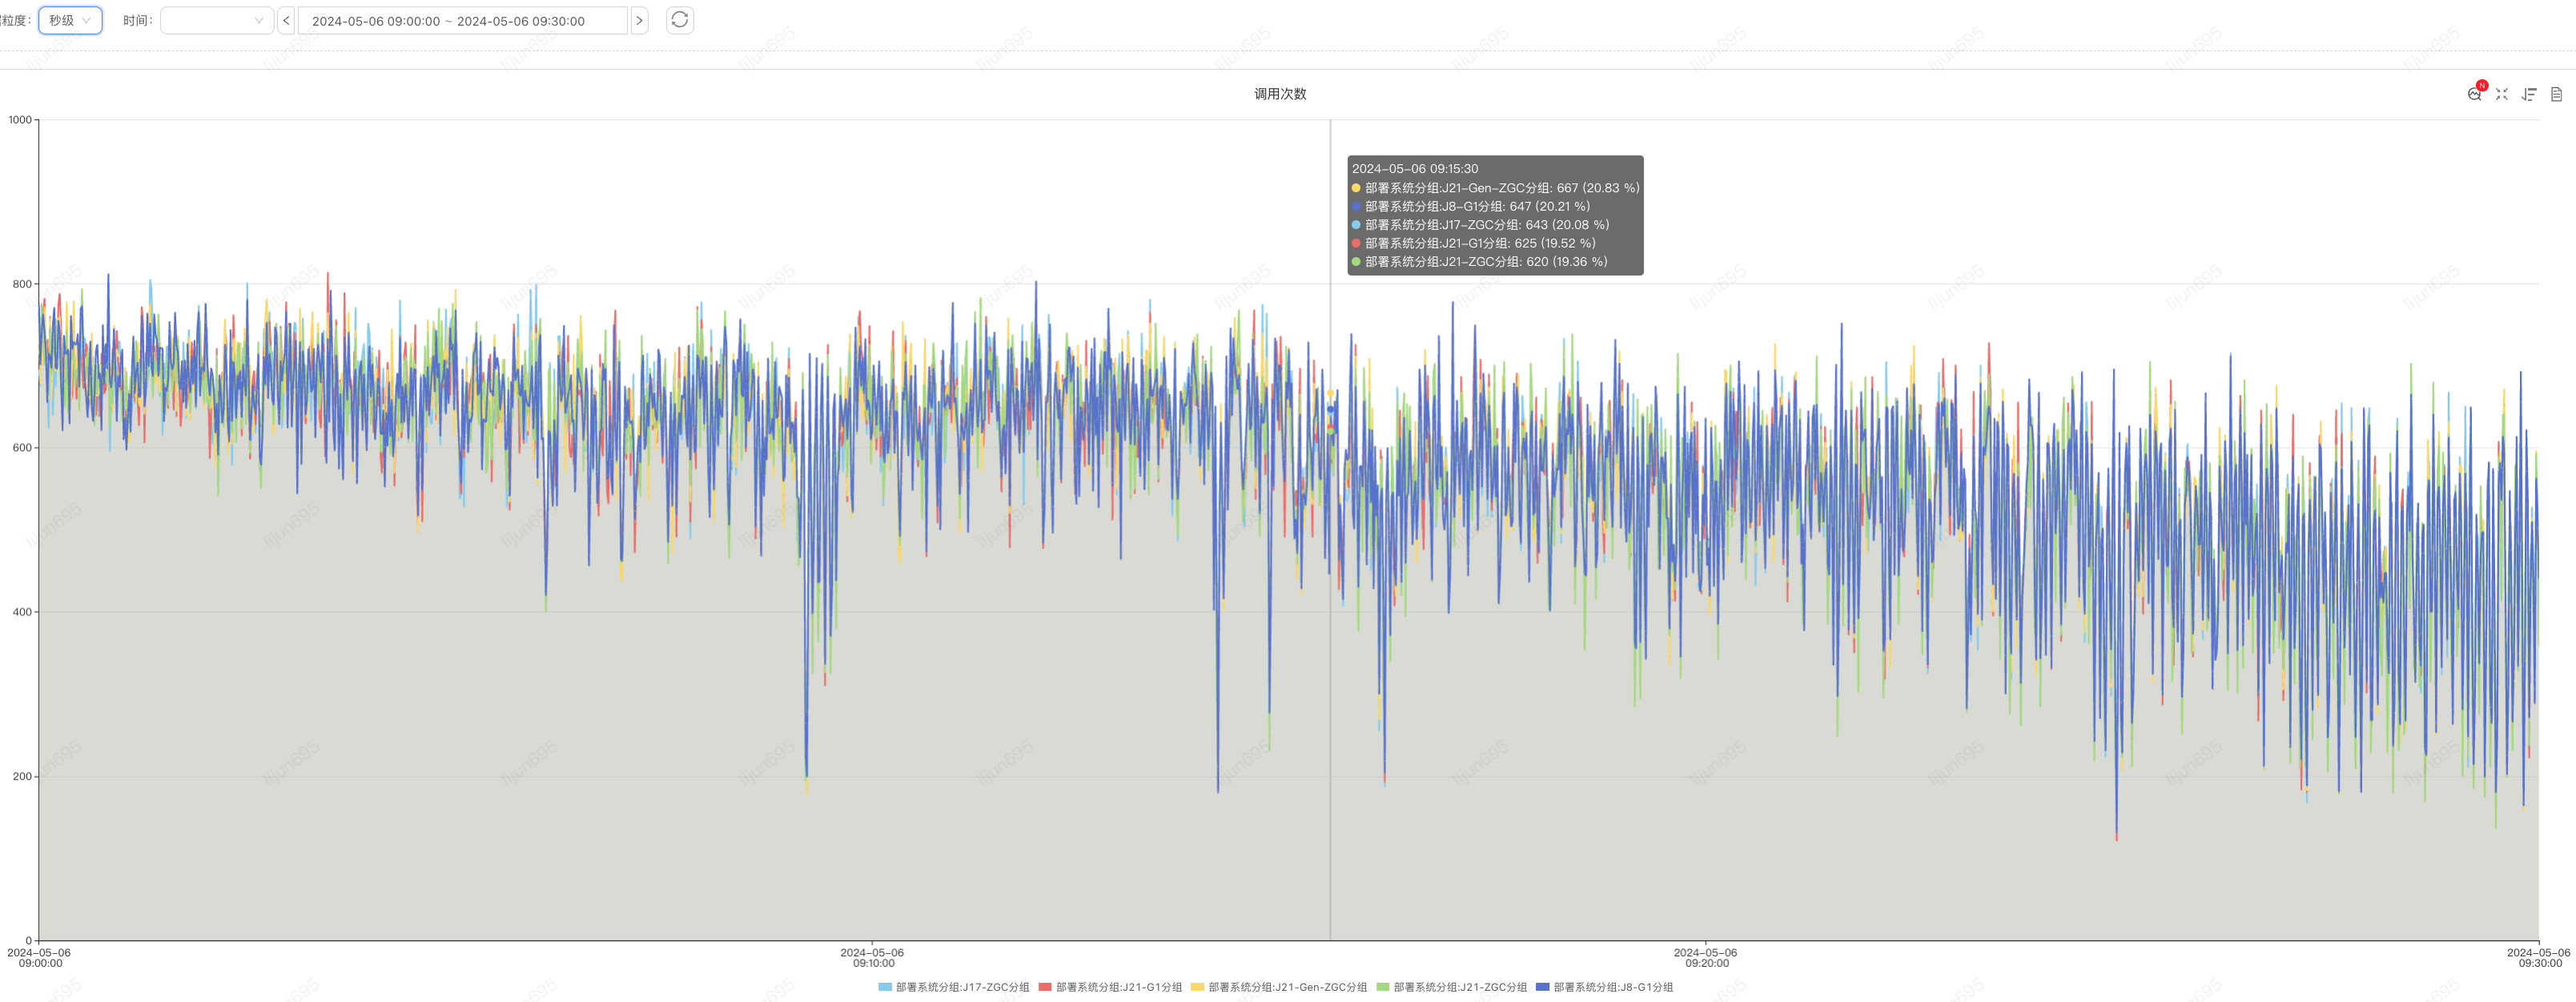 粒度: 秒级 时间: < 2024-05-06 09:00:00 ~ 2024-05-06 09:30:00 >
调用次数
N
1000
800
600
400
200
0
2024-05-06 09:15:30
部署系统分组:J21-Gen-ZGC分组: 667 (20.83 %)
部署系统分组:J8-G1分组: 647 (20.21 %)
部署系统分组:J17-ZGC分组: 643 (20.08 %)
部署系统分组:J21-G1分组: 625 (19.52 %)
部署系统分组:J21-ZGC分组: 620 (19.36 %)
2024-05-06
09:00:00
2024-05-06
09:10:00
2024-05-06
09:20:00
2024-05-06
09:30:00
部署系统分组:J17-ZGC分组 部署系统分组:J21-G1分组 部署系统分组:J21-Gen-ZGC分组 部署系统分组:J21-ZGC分组 部署系统分组:J8-G1分组